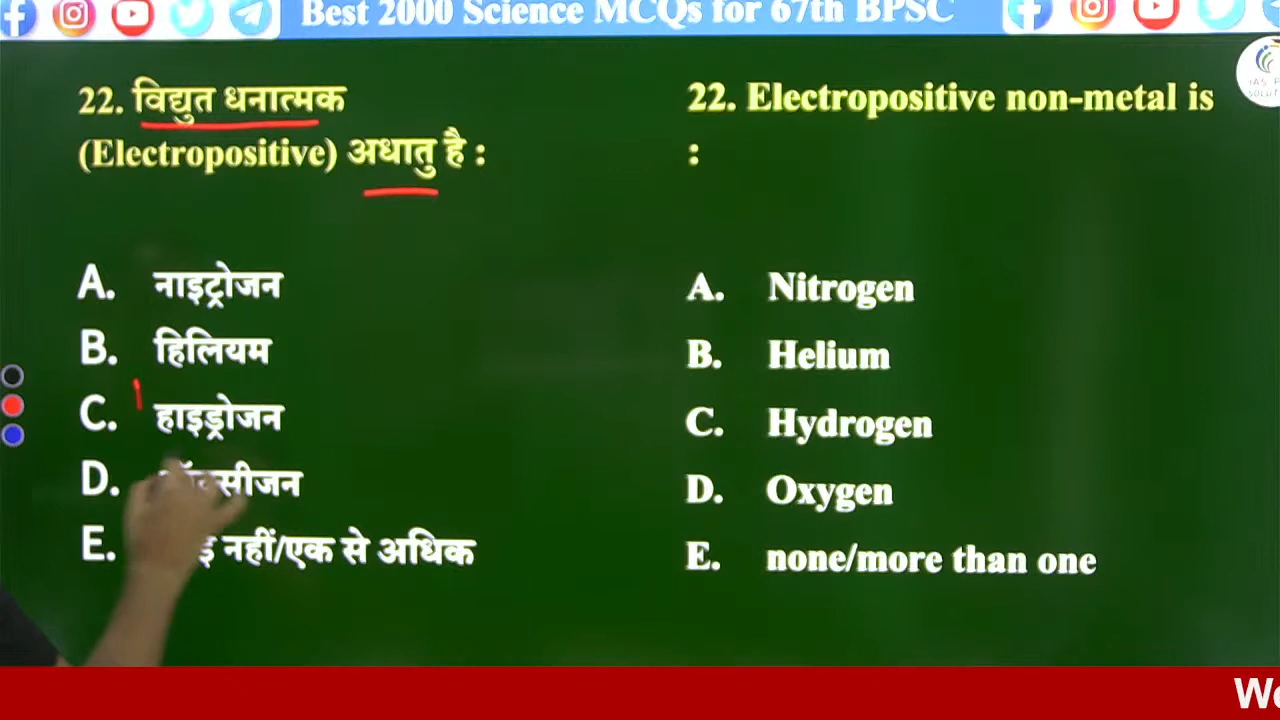 Best 2000 Science MCQs for 67th BPSC
22. विद्युत धनात्मक
(Electropositive) अधातु है :
A. नाइट्रोजन
B. हिलियम
C. हाइड्रोजन
D.
E. नहीं/एक से अधिक
22. Electropositive non-metal is
:
A. Nitrogen
B. Helium
C. Hydrogen
D. Oxygen
E. none/more than one